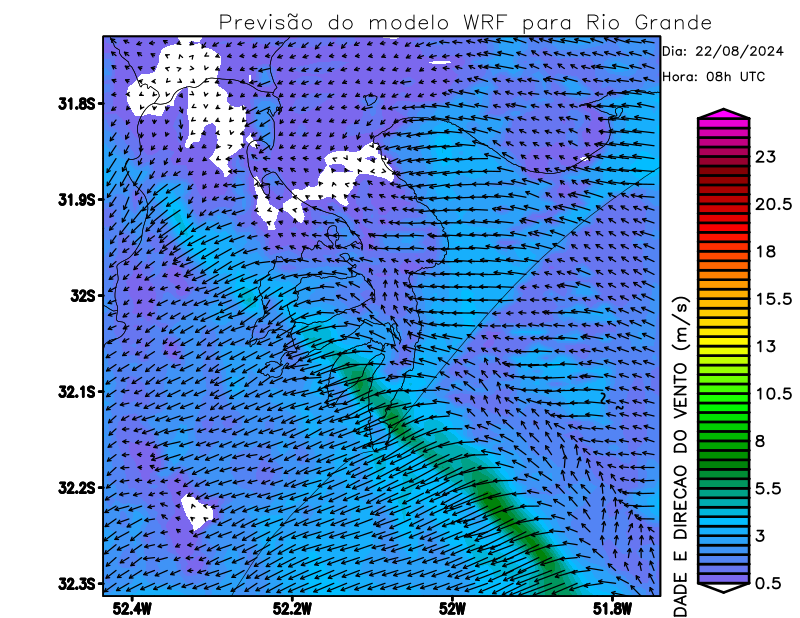 Previsão do modelo WRF para Rio Grande
Dia: 22/08/2024
Hora: 08h UTC
31.8S
31.9S
32S
32.1S
32.2S
32.3S
52.4W
52.2W
52W
51.8W
DADE E DIRECAO DO VENTO (m/s)
23
20.5
18
15.5
13
10.5
8
5.5
3
0.5